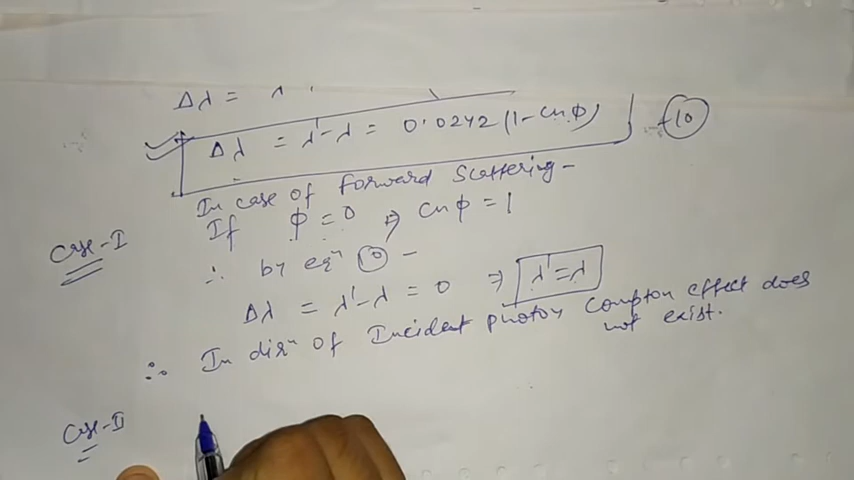 Δλ = λ
Δλ = λ' - λ = 0.0242 (1 - cos φ) - (10)
In case of forward Scattering -
Case-I If φ = 0 ⇒ cos φ = 1
∴ by eqⁿ (10) -
Δλ = λ' - λ = 0 ⇒ λ' = λ
∴ In dirⁿ of Incident photon Compton effect does
not exist.
Case-II